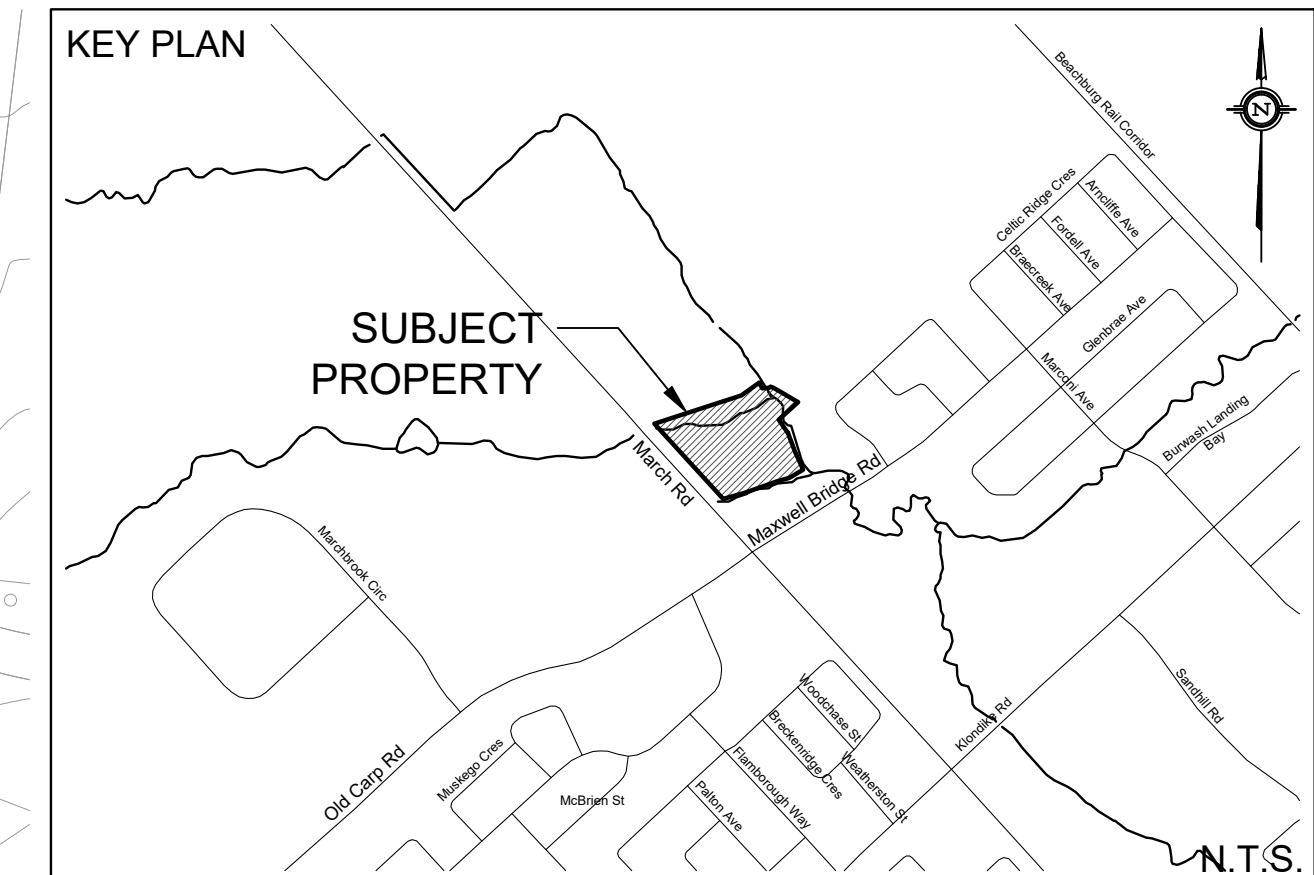 KEY PLAN
Beachburg Rail Corridor
N
Celtic Ridge Cres
Arncliffe Ave
Fordell Ave
Braecreek Ave
Glenbrae Ave
Marconi Ave
SUBJECT
PROPERTY
Burwash Landing
Bay
March Rd
Maxwell Bridge Rd
Marchbrook Circ
Sandhill Rd
Klondike Rd
Woodchase St
Breckenridge Cres
Weatherston St
Flamborough Way
Palton Ave
Muskego Cres
McBrien St
Old Carp Rd
N.T.S.